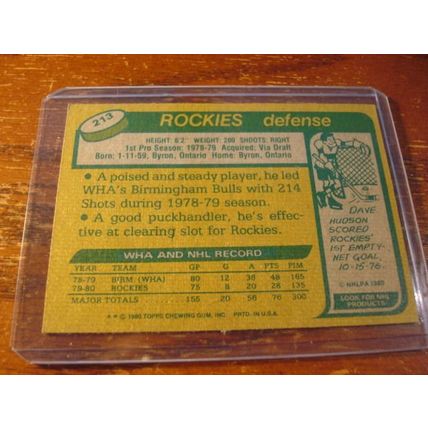 213
ROCKIES defense
HEIGHT: 6'2" WEIGHT: 200 SHOOTS: RIGHT
1st Pro Season: 1978-79 Acquired: Via Draft
Born: 1-11-59, Byron, Ontario Home: Byron, Ontario
• A poised and steady player, he led
WHA's Birmingham Bulls with 214
Shots during 1978-79 season.
• A good puckhandler, he's effec-
tive at clearing slot for Rockies.
WHA AND NHL RECORD
YEAR TEAM GP G A PTS PIM
78-79 BIRM (WHA) 80 12 36 48 165
79-80 ROCKIES 75 8 20 28 135
MAJOR TOTALS 155 20 56 76 300
* * © 1980 TOPPS CHEWING GUM, INC. PRTD. IN U.S.A.
DAVE
HUDSON
SCORED
ROCKIES'
1ST EMPTY-
NET GOAL,
10-15-76.
© NHLPA 1980
LOOK FOR NHL
PRODUCTS